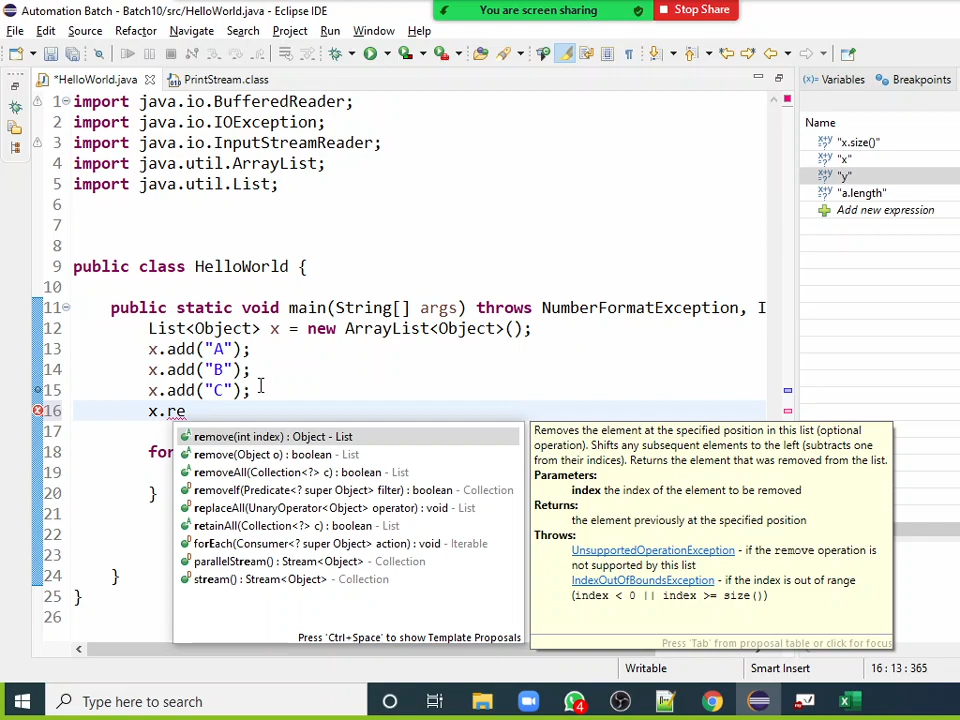 Automation Batch - Batch10/src/HelloWorld.java - Eclipse IDE
You are screen sharing
Stop Share
File Edit Source Refactor Navigate Search Project Run Window Help
*HelloWorld.java
PrintStream.class
(x)= Variables
Breakpoints
1 import java.io.BufferedReader;
2 import java.io.IOException;
3 import java.io.InputStreamReader;
4 import java.util.ArrayList;
5 import java.util.List;
6
7
8
9 public class HelloWorld {
10
11 public static void main(String[] args) throws NumberFormatException, I
12 List<Object> x = new ArrayList<Object>();
13 x.add("A");
14 x.add("B");
15 x.add("C");
16 x.re
17
18 for
19
20 }
21
22
23
24 }
25 }
26
Name
"x.size()"
"x"
"y"
"a.length"
Add new expression
remove(int index) : Object - List
remove(Object o) : boolean - List
removeAll(Collection<?> c) : boolean - List
removeIf(Predicate<? super Object> filter) : boolean - Collection
replaceAll(UnaryOperator<Object> operator) : void - List
retainAll(Collection<?> c) : boolean - List
forEach(Consumer<? super Object> action) : void - Iterable
parallelStream() : Stream<Object> - Collection
stream() : Stream<Object> - Collection
Press 'Ctrl+Space' to show Template Proposals
Removes the element at the specified position in this list (optional
operation). Shifts any subsequent elements to the left (subtracts one
from their indices). Returns the element that was removed from the list.
Parameters:
index the index of the element to be removed
Returns:
the element previously at the specified position
Throws:
UnsupportedOperationException - if the remove operation is
not supported by this list
IndexOutOfBoundsException - if the index is out of range
(index < 0 || index >= size())
Press 'Tab' from proposal table or click for focus
Writable
Smart Insert
16 : 13 : 365
Type here to search
4